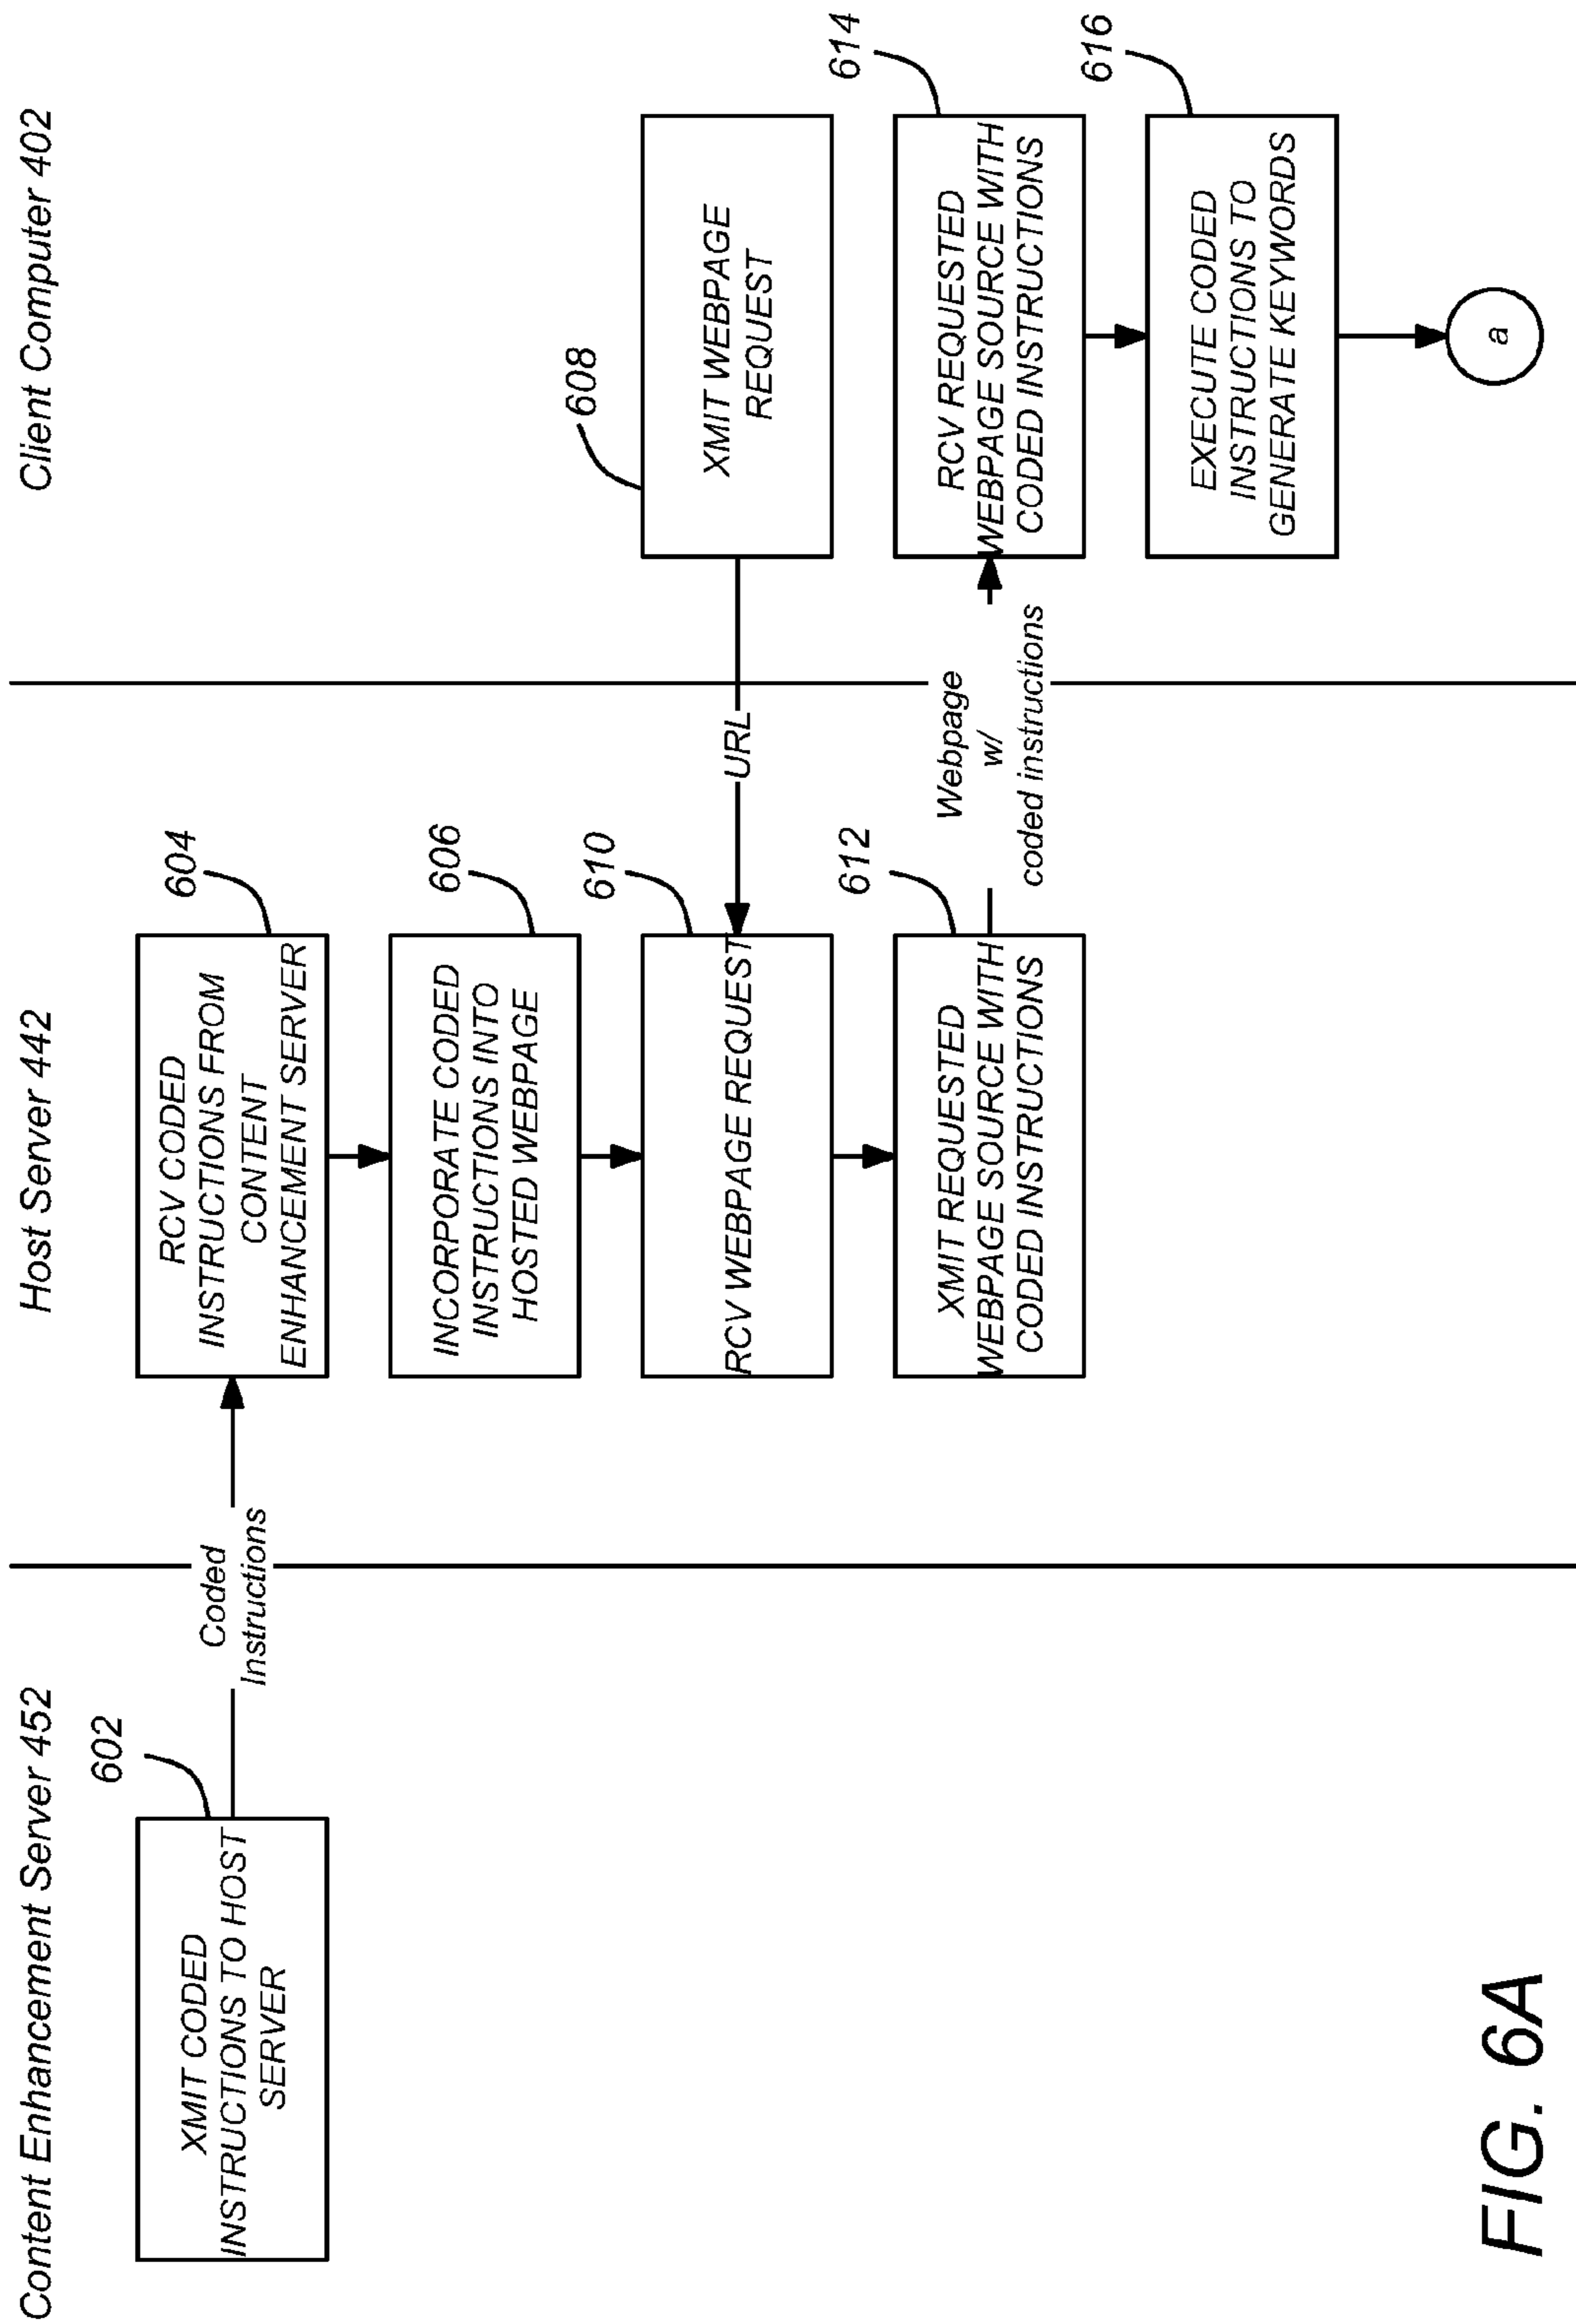 Content Enhancement Server 452
Host Server 442
Client Computer 402
602
XMIT CODED
INSTRUCTIONS TO HOST
SERVER
Coded
Instructions
604
RCV CODED
INSTRUCTIONS FROM
CONTENT
ENHANCEMENT SERVER
606
INCORPORATE CODED
INSTRUCTIONS INTO
HOSTED WEBPAGE
608
XMIT WEBPAGE
REQUEST
URL
610
RCV WEBPAGE REQUEST
612
XMIT REQUESTED
WEBPAGE SOURCE WITH
CODED INSTRUCTIONS
Webpage
w/
coded instructions
614
RCV REQUESTED
WEBPAGE SOURCE WITH
CODED INSTRUCTIONS
616
EXECUTE CODED
INSTRUCTIONS TO
GENERATE KEYWORDS
a
FIG. 6A